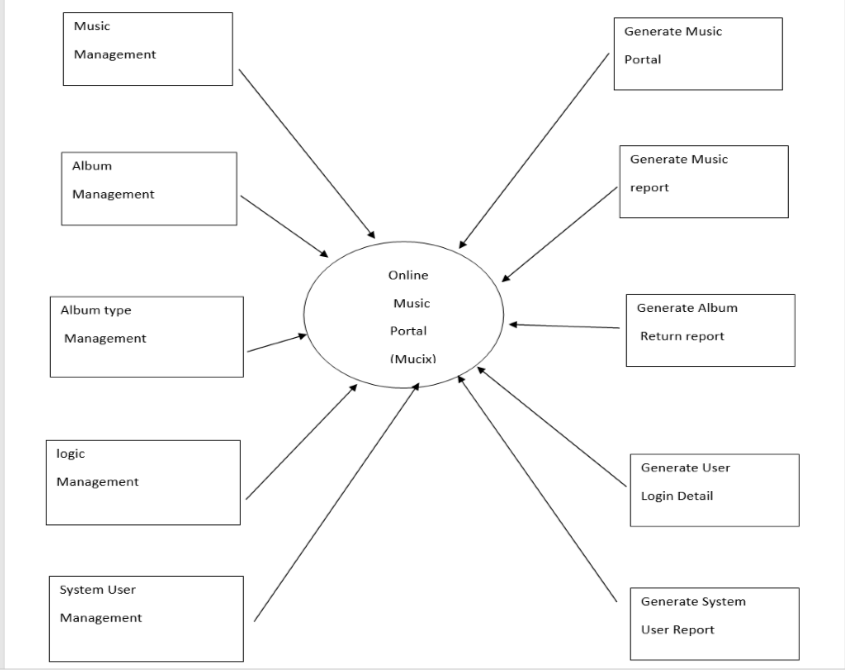 Music
Management
Album
Management
Album type
Management
logic
Management
System User
Management
Online
Music
Portal
(Mucix)
Generate Music
Portal
Generate Music
report
Generate Album
Return report
Generate User
Login Detail
Generate System
User Report